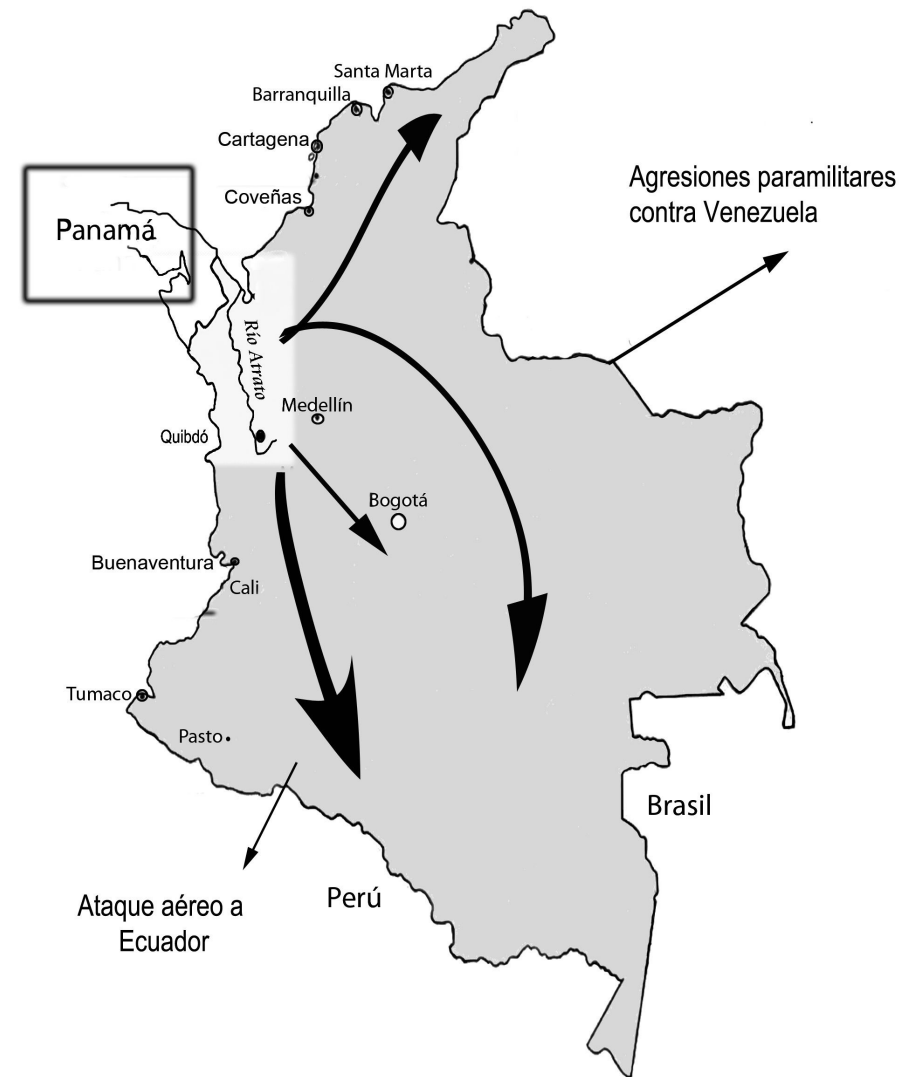 Santa Marta
Barranquilla
Cartagena
Agresiones paramilitares
contra Venezuela
Coveñas
Panamá
Río Atrato
Medellín
Quibdó
Bogotá
Buenaventura
Cali
Tumaco
Pasto
Brasil
Perú
Ataque aéreo a
Ecuador